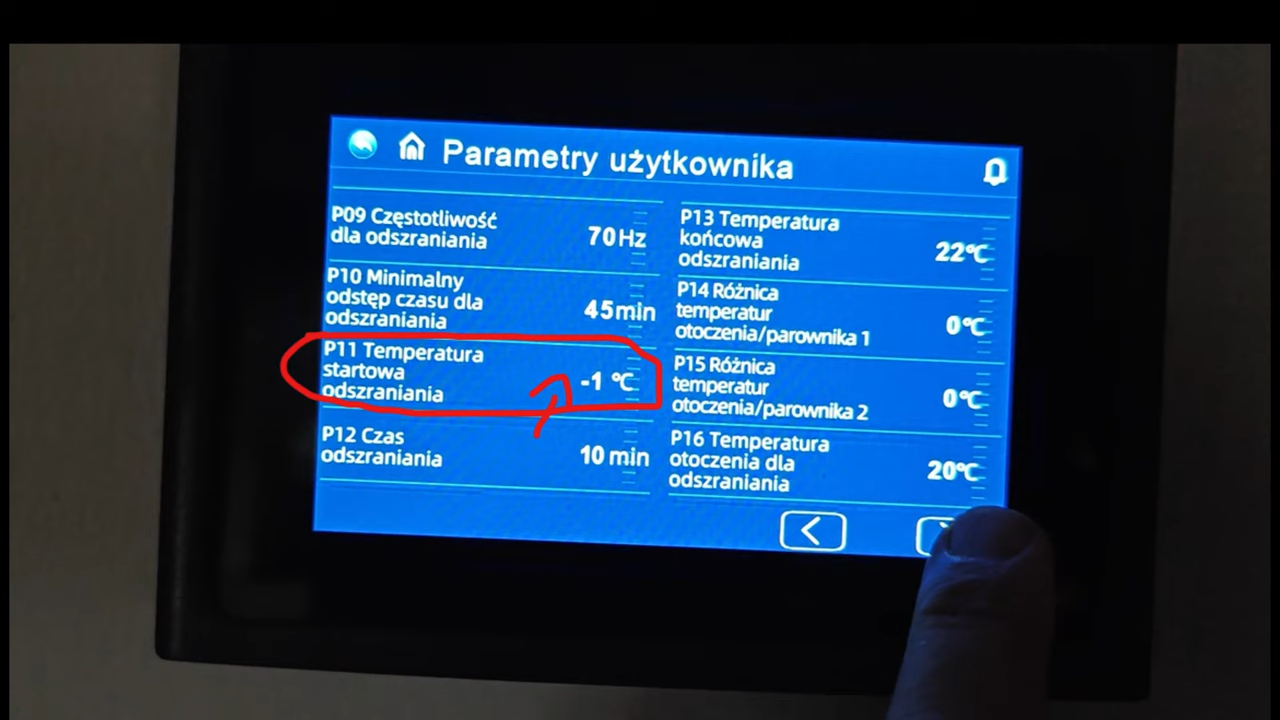 Parametry użytkownika
P09 Częstotliwość
dla odszraniania
70Hz
P10 Minimalny
odstęp czasu dla
odszraniania
45min
P11 Temperatura
startowa
odszraniania
-1 °C
P12 Czas
odszraniania
10 min
P13 Temperatura
końcowa
odszraniania
22°C
P14 Różnica
temperatur
otoczenia/parownika 1
0°C
P15 Różnica
temperatur
otoczenia/parownika 2
0°C
P16 Temperatura
otoczenia dla
odszraniania
20°C